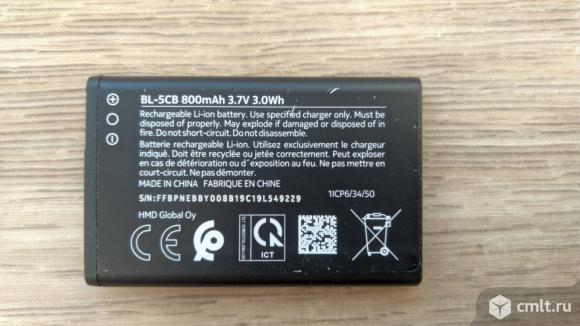 BL-5CB 800mAh 3.7V 3.0Wh
Rechargeable Li-ion battery. Use specified charger only. Must be
disposed of properly. May explode if damaged or disposed of in
fire. Do not short-circuit. Do not disassemble.
Batterie rechargeable Li-ion. Utilisez exclusivement le chargeur
indiqué. Doit être recyclée ou jetée correctement. Peut exploser
en cas de détérioration ou d'exposition au feu. Ne pas mettre en
court-circuit. Ne pas démonter.
MADE IN CHINA FABRIQUE EN CHINE
S/N:FFBPNEBBY008B19C19L549229
1ICP6/34/50
HMD Global Oy
CE
ICT
cmlt.ru